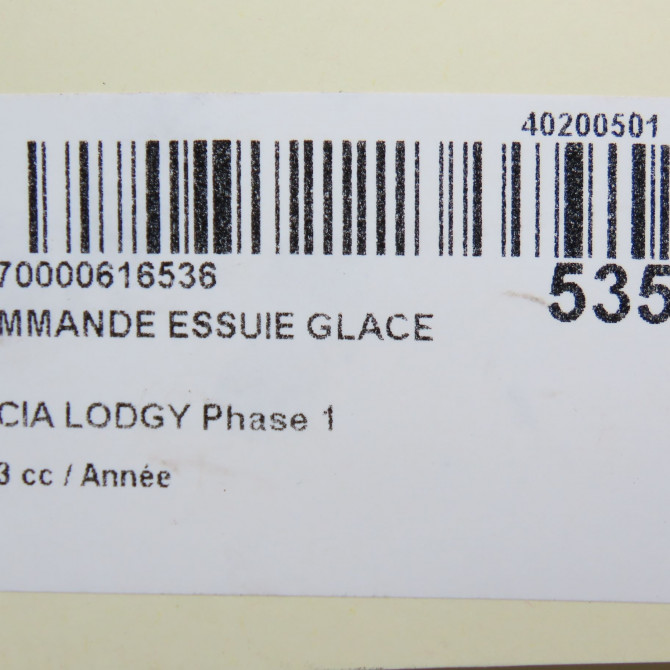 40200501
70000616536
535
MMANDE ESSUIE GLACE
CIA LODGY Phase 1
3 cc / Année